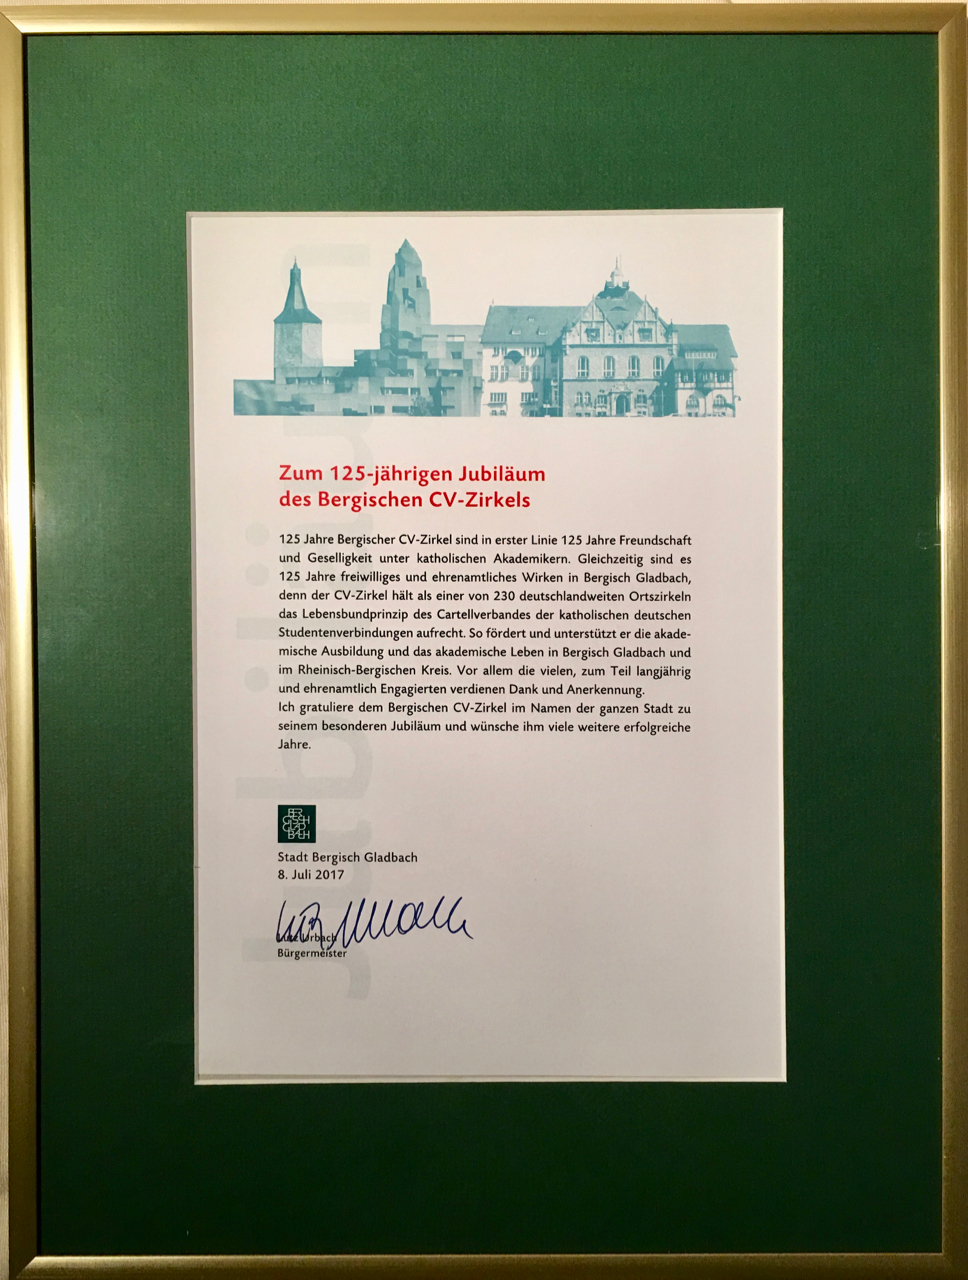 Zum 125-jährigen Jubiläum
des Bergischen CV-Zirkels
125 Jahre Bergischer CV-Zirkel sind in erster Linie 125 Jahre Freundschaft
und Geselligkeit unter katholischen Akademikern. Gleichzeitig sind es
125 Jahre freiwilliges und ehrenamtliches Wirken in Bergisch Gladbach,
denn der CV-Zirkel hält als einer von 230 deutschlandweiten Ortszirkeln
das Lebensbundprinzip des Cartellverbandes der katholischen deutschen
Studentenverbindungen aufrecht. So fördert und unterstützt er die akade-
mische Ausbildung und das akademische Leben in Bergisch Gladbach und
im Rheinisch-Bergischen Kreis. Vor allem die vielen, zum Teil langjährig
und ehrenamtlich Engagierten verdienen Dank und Anerkennung.
Ich gratuliere dem Bergischen CV-Zirkel im Namen der ganzen Stadt zu
seinem besonderen Jubiläum und wünsche ihm viele weitere erfolgreiche
Jahre.
BER
GISCH
GLAD
BACH
Stadt Bergisch Gladbach
8. Juli 2017
Lutz Urbach
Bürgermeister